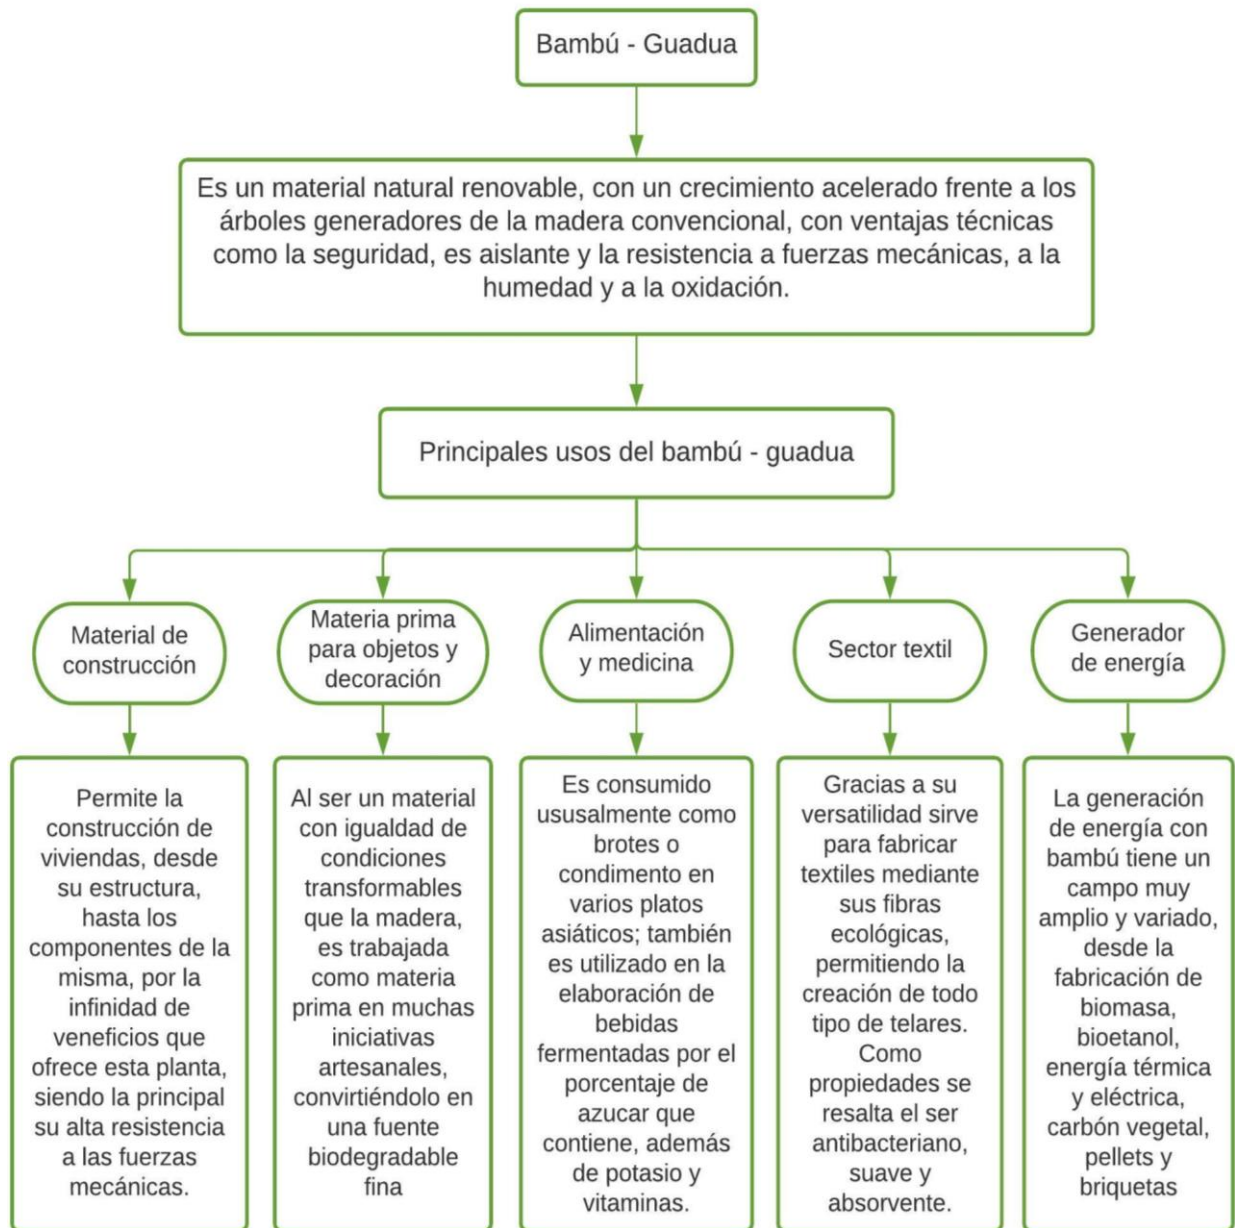 Bambú - Guadua
Es un material natural renovable, con un crecimiento acelerado frente a los
árboles generadores de la madera convencional, con ventajas técnicas
como la seguridad, es aislante y la resistencia a fuerzas mecánicas, a la
humedad y a la oxidación.
Principales usos del bambú - guadua
Material de
construcción
Materia prima
para objetos y
decoración
Alimentación
y medicina
Sector textil
Generador
de energía
Permite la
construcción de
viviendas, desde
su estructura,
hasta los
componentes de la
misma, por la
infinidad de
veneficios que
ofrece esta planta,
siendo la principal
su alta resistencia
a las fuerzas
mecánicas.
Al ser un material
con igualdad de
condiciones
transformables
que la madera,
es trabajada
como materia
prima en muchas
iniciativas
artesanales,
convirtiéndolo en
una fuente
biodegradable
fina
Es consumido
ususalmente como
brotes o
condimento en
varios platos
asiáticos; también
es utilizado en la
elaboración de
bebidas
fermentadas por el
porcentaje de
azucar que
contiene, además
de potasio y
vitaminas.
Gracias a su
versatilidad sirve
para fabricar
textiles mediante
sus fibras
ecológicas,
permitiendo la
creación de todo
tipo de telares.
Como
propiedades se
resalta el ser
antibacteriano,
suave y
absorvente.
La generación
de energía con
bambú tiene un
campo muy
amplio y variado,
desde la
fabricación de
biomasa,
bioetanol,
energía térmica
y eléctrica,
carbón vegetal,
pellets y
briquetas